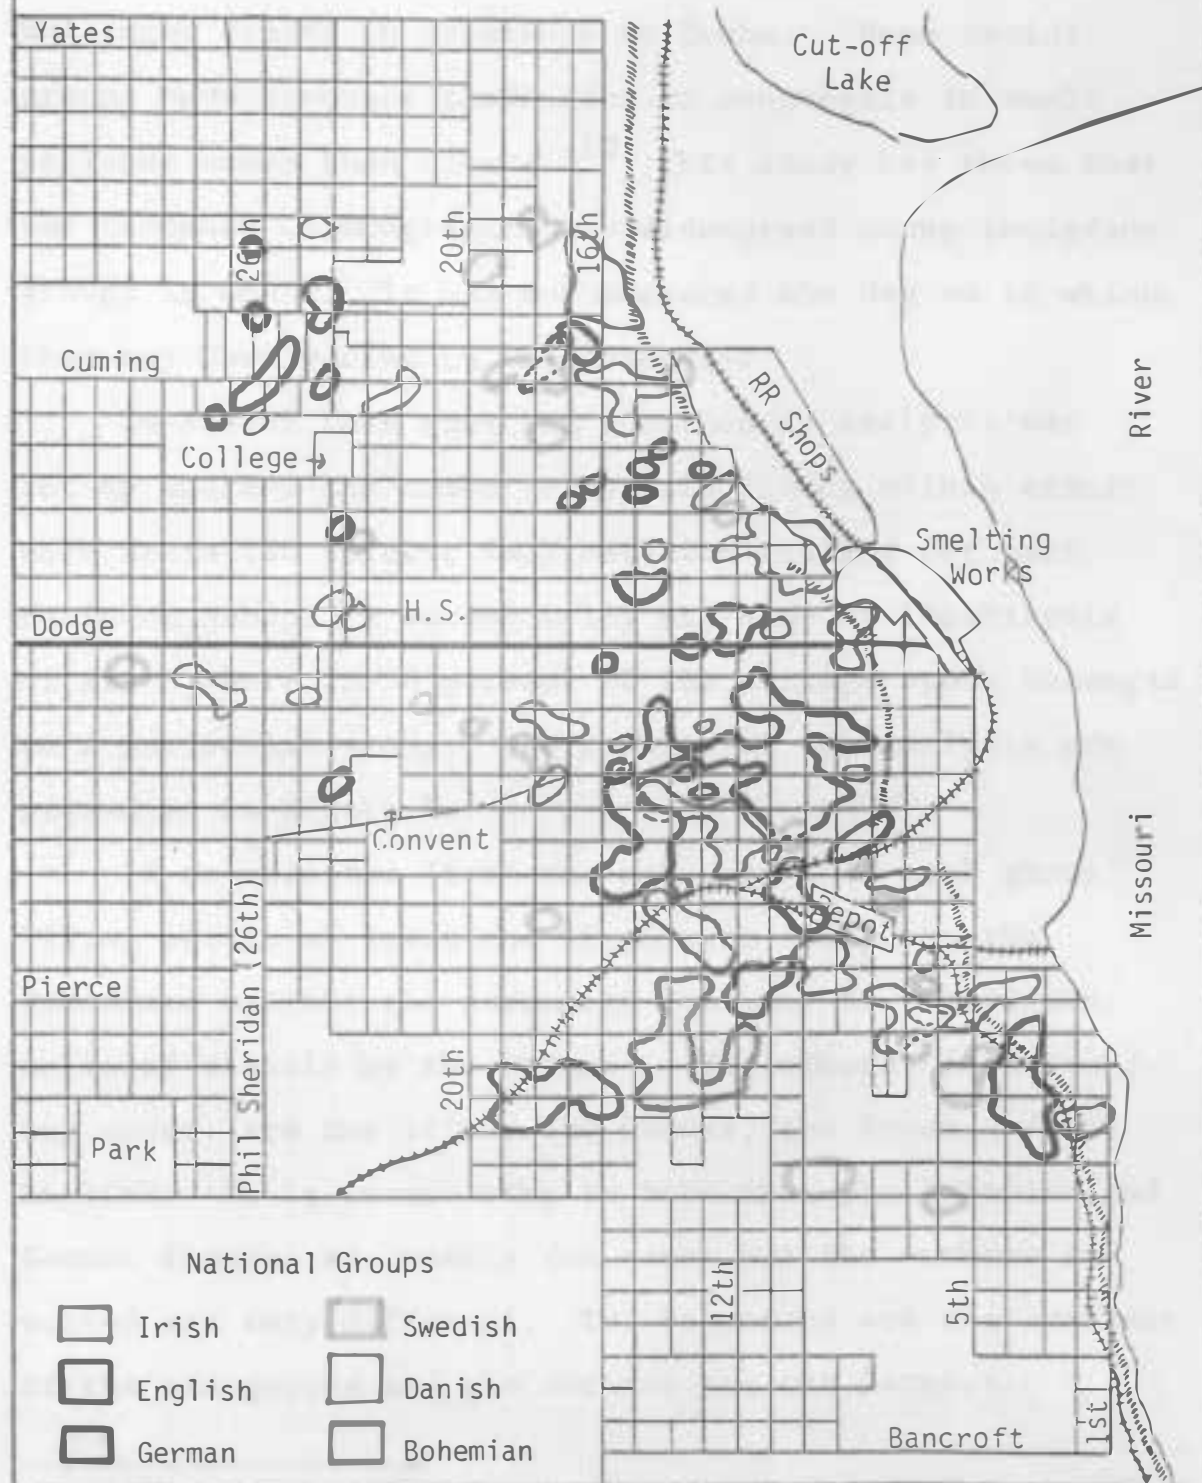 Yates
Cut-off
Lake
26th
20th
16th
Cuming
RR Shops
River
College
Smelting
Works
Dodge
H.S.
Convent
Depot
Missouri
Phil Sheridan (26th)
Pierce
20th
Park
National Groups
Irish
English
German
Swedish
Danish
Bohemian
12th
5th
1st
Bancroft